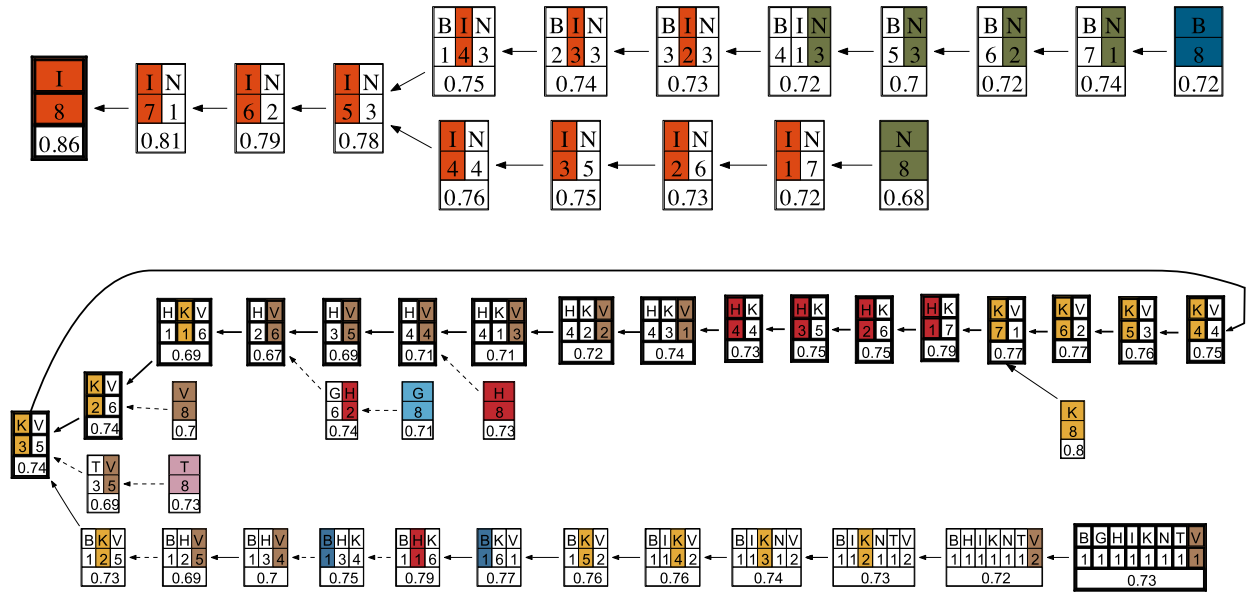 B I N
1 4 3
0.75
B I N
2 3 3
0.74
B I N
3 2 3
0.73
B I N
4 1 3
0.72
B N
5 3
0.7
B N
6 2
0.72
B N
7 1
0.74
B
8
0.72
I
8
0.86
I N
7 1
0.81
I N
6 2
0.79
I N
5 3
0.78
I N
4 4
0.76
I N
3 5
0.75
I N
2 6
0.73
I N
1 7
0.72
N
8
0.68
H K V
1 1 6
0.69
H V
2 6
0.67
H V
3 5
0.69
H V
4 4
0.71
H K V
4 1 3
0.71
H K V
4 2 2
0.72
H K V
4 3 1
0.74
H K
4 4
0.73
H K
3 5
0.75
H K
2 6
0.75
H K
1 7
0.79
K V
7 1
0.77
K V
6 2
0.77
K V
5 3
0.76
K V
4 4
0.75
K V
2 6
0.74
V
8
0.7
G H
6 2
0.74
G
8
0.71
H
8
0.73
K
8
0.8
K V
3 5
0.74
T V
3 5
0.69
T
8
0.73
B K V
1 2 5
0.73
B H V
1 2 5
0.69
B H V
1 3 4
0.7
B H K
1 3 4
0.75
B H K
1 1 6
0.79
B K V
1 6 1
0.77
B K V
1 5 2
0.76
B I K V
1 1 4 2
0.76
B I K N V
1 1 3 1 2
0.74
B I K N T V
1 1 2 1 1 2
0.73
B H I K N T V
1 1 1 1 1 1 2
0.72
B G H I K N T V
1 1 1 1 1 1 1 1
0.73